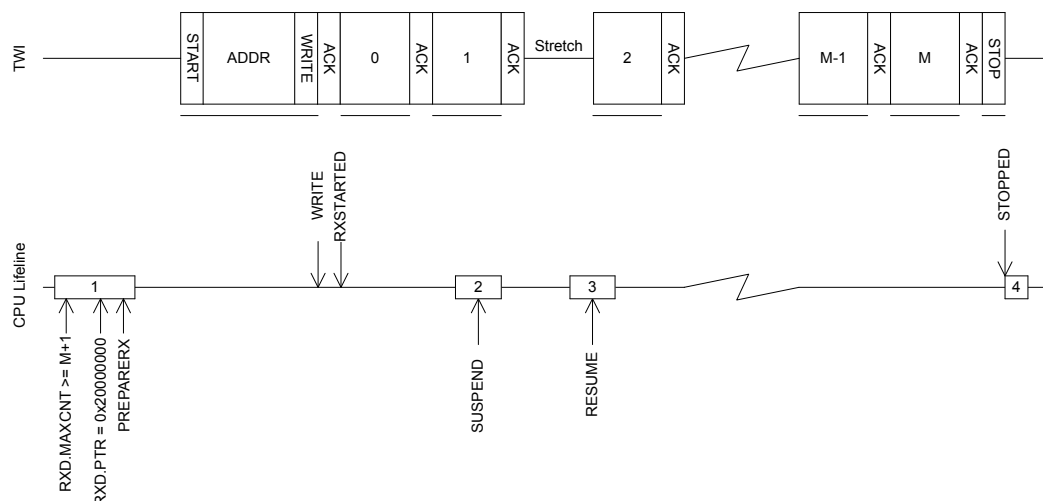 TWI
START
ADDR
WRITE
ACK
0
ACK
1
ACK
Stretch
2
ACK
M-1
ACK
M
ACK
STOP
WRITE
RXSTARTED
STOPPED
CPU Lifeline
1
2
3
4
RXD.MAXCNT >= M+1
RXD.PTR = 0x20000000
PREPARERX
SUSPEND
RESUME